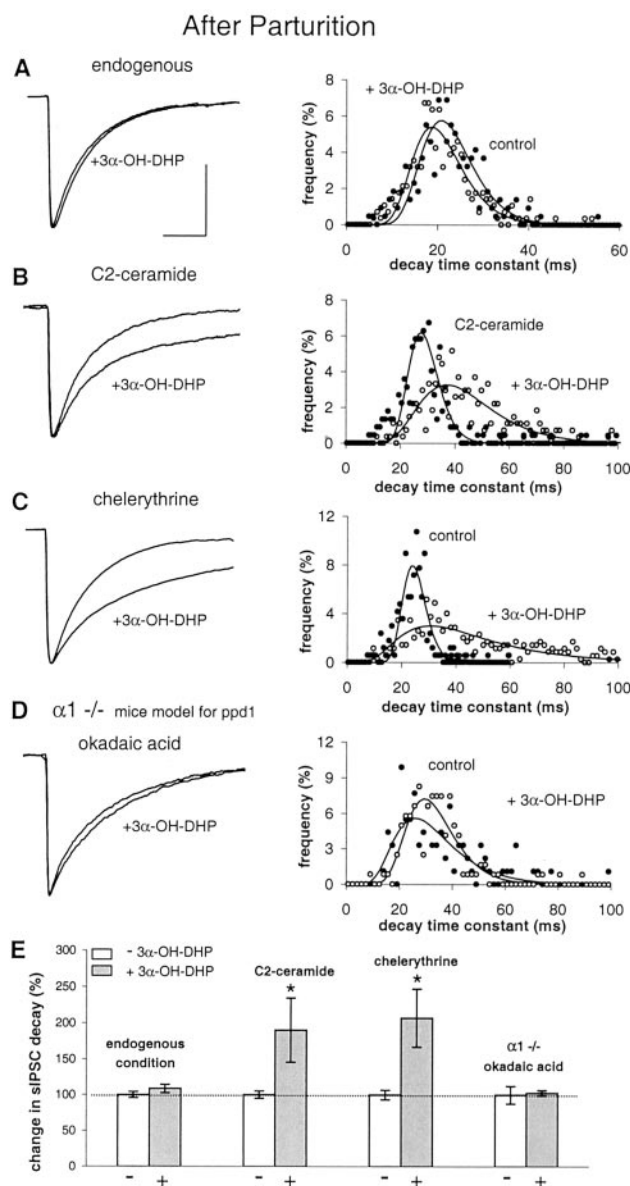 After Parturition
A
endogenous
+3α-OH-DHP
frequency (%)
8
6
4
2
0
+ 3α-OH-DHP
control
0 20 40 60
decay time constant (ms)
B
C2-ceramide
+3α-OH-DHP
frequency (%)
8
6
4
2
0
C2-ceramide
+ 3α-OH-DHP
0 20 40 60 80 100
decay time constant (ms)
C
chelerythrine
+3α-OH-DHP
frequency (%)
12
8
4
0
control
+ 3α-OH-DHP
0 20 40 60 80 100
decay time constant (ms)
D
α1 -/- mice model for ppd1
okadaic acid
+3α-OH-DHP
frequency (%)
12
9
6
3
0
control
+ 3α-OH-DHP
0 20 40 60 80 100
decay time constant (ms)
E
change in sIPSC decay (%)
300
250
200
150
100
50
0
- 3α-OH-DHP
+ 3α-OH-DHP
endogenous
condition
C2-ceramide
*
chelerythrine
*
α1 -/-
okadaic acid
- + - + - + - +